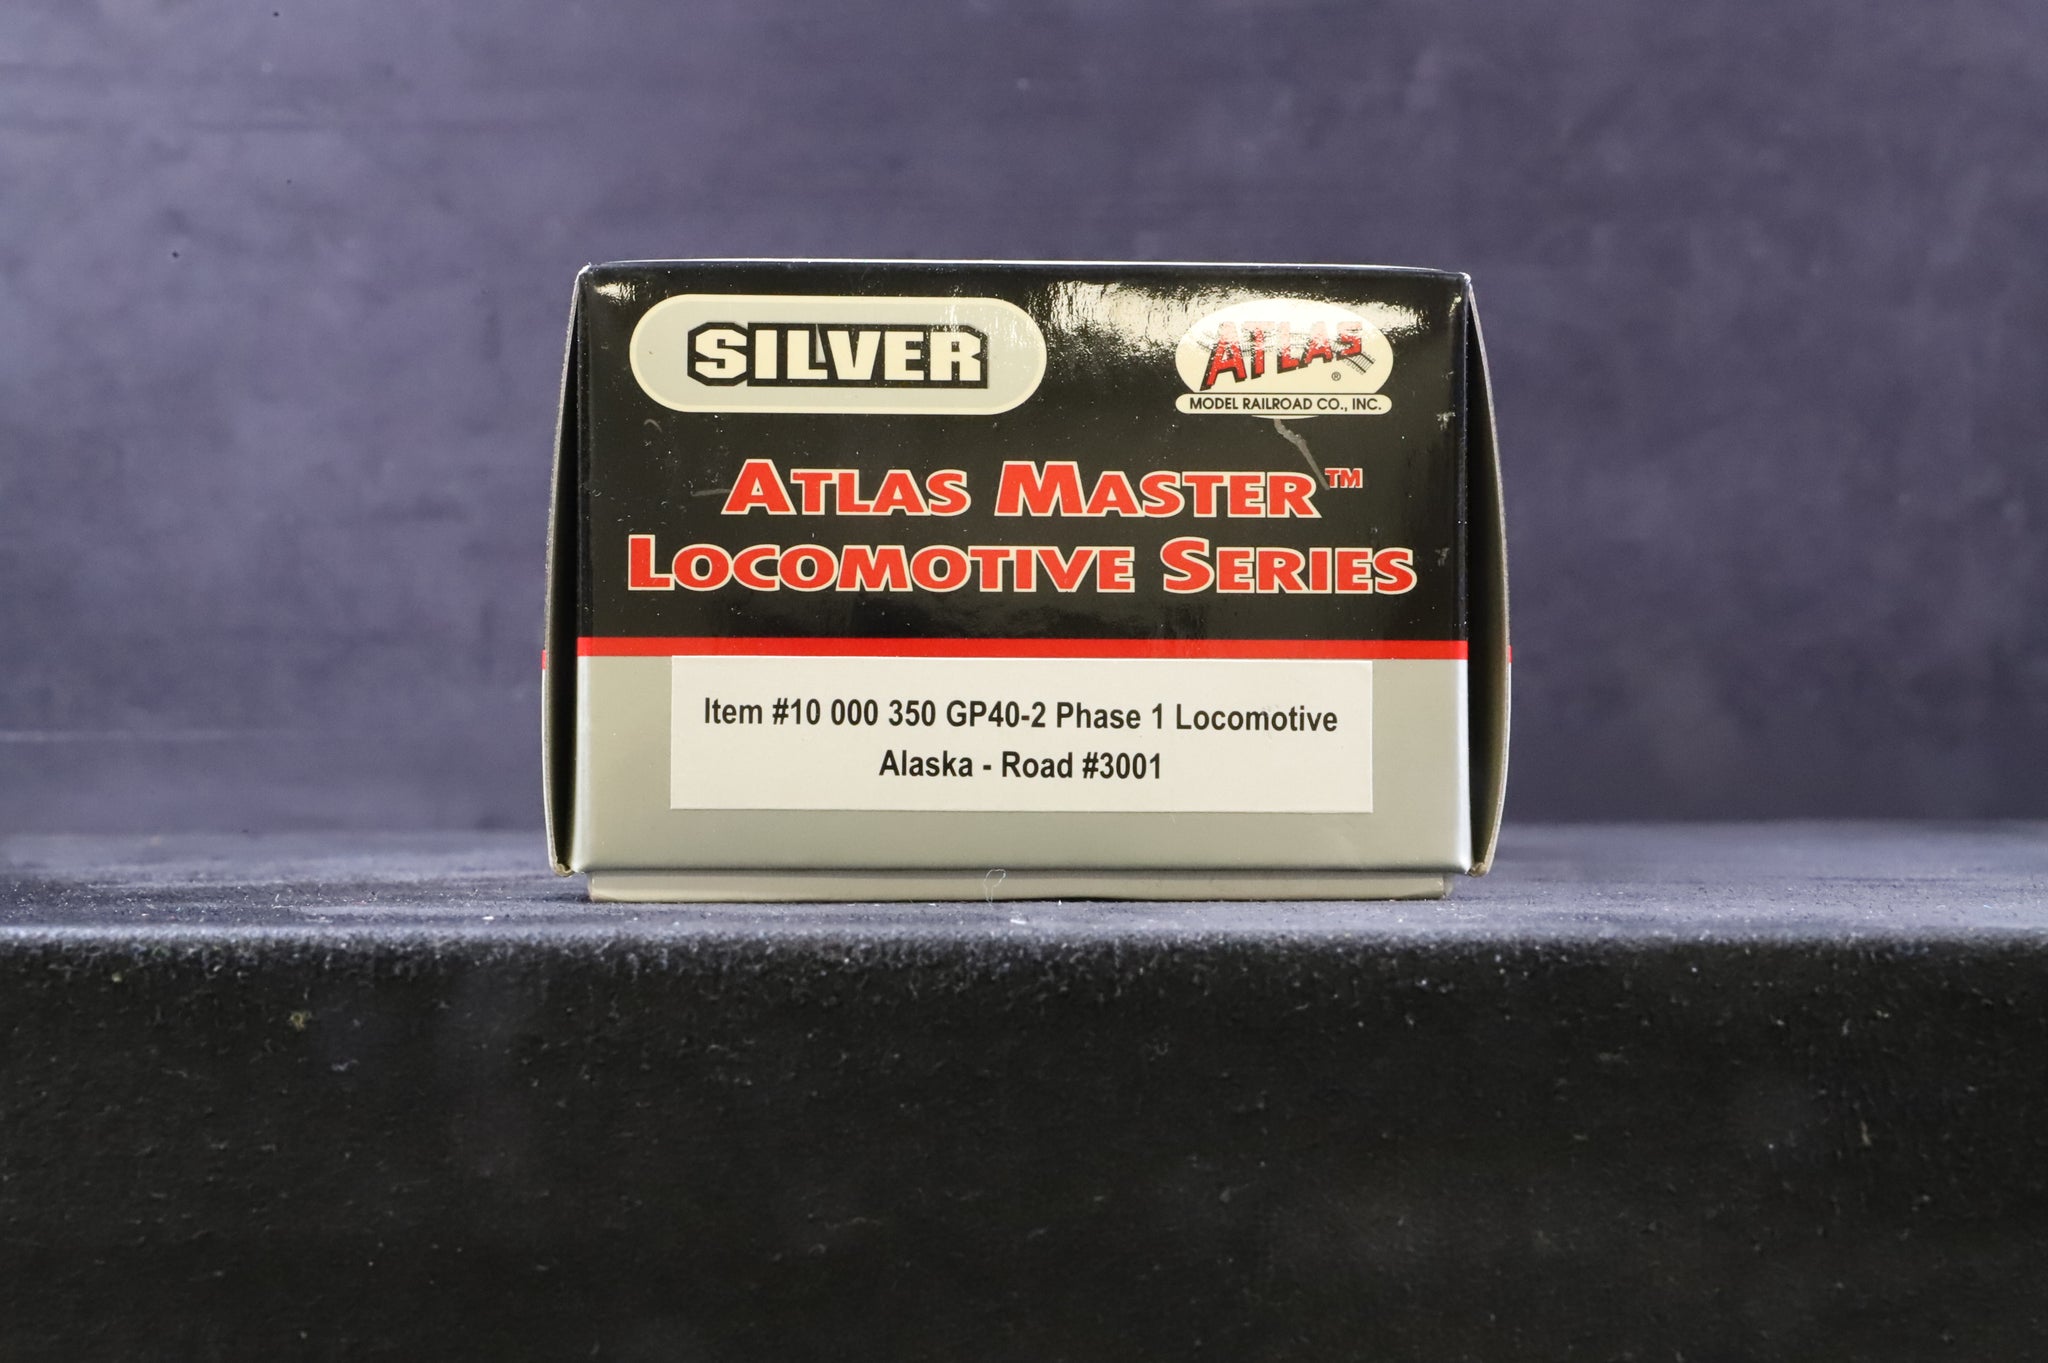 SILVER
ATLAS ®
MODEL RAILROAD CO., INC.
ATLAS MASTER™
LOCOMOTIVE SERIES
Item #10 000 350 GP40-2 Phase 1 Locomotive
Alaska - Road #3001